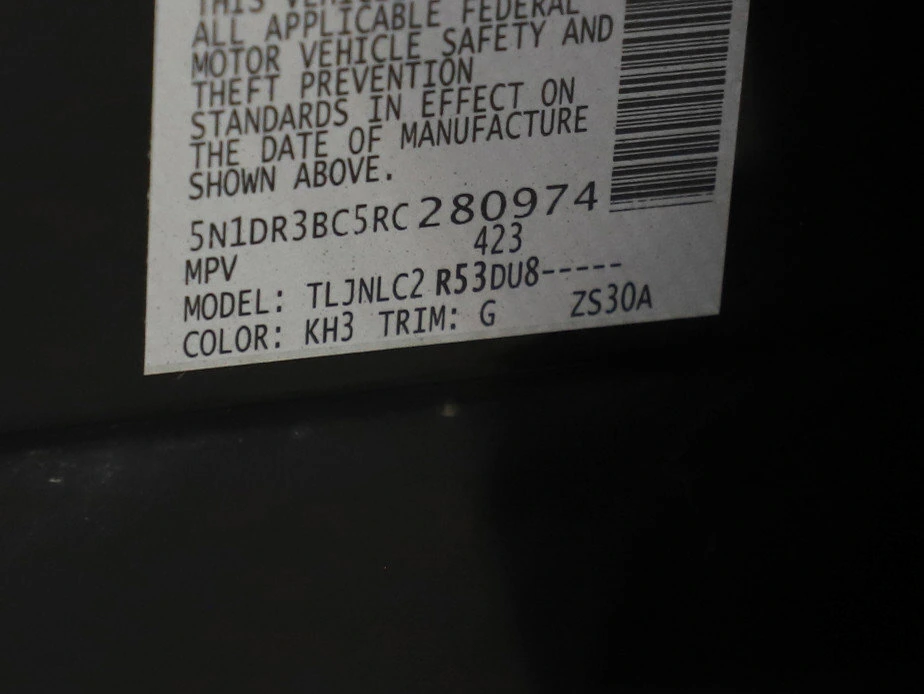 THIS
ALL APPLICABLE FEDERAL
MOTOR VEHICLE SAFETY AND
THEFT PREVENTION
STANDARDS IN EFFECT ON
THE DATE OF MANUFACTURE
SHOWN ABOVE.
5N1DR3BC5RC280974
MPV 423
MODEL: TLJNLC2 R53DU8-----
COLOR: KH3 TRIM: G ZS30A